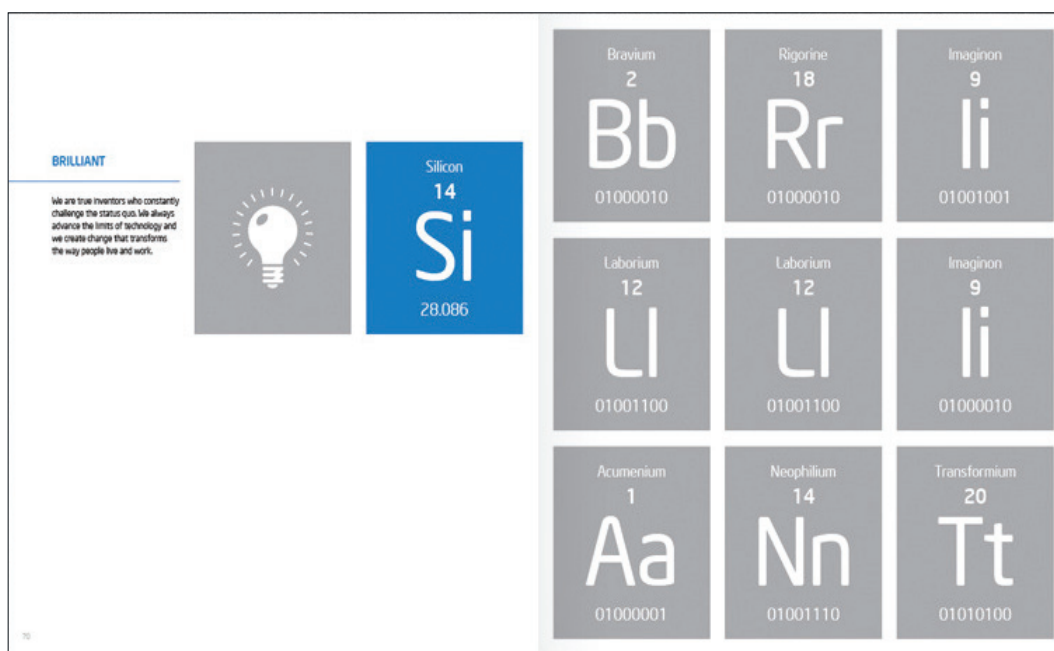 BRILLIANT
We are true inventors who constantly
challenge the status quo. We always
advance the limits of technology and
we create change that transforms
the way people live and work.
Silicon
14
Si
28.086
Bravium
2
Bb
01000010
Rigorine
18
Rr
01000010
Imaginon
9
Ii
01001001
Laborium
12
Ll
01001100
Laborium
12
Ll
01001100
Imaginon
9
Ii
01000010
Acumenium
1
Aa
01000001
Neophilium
14
Nn
01001110
Transformium
20
Tt
01010100